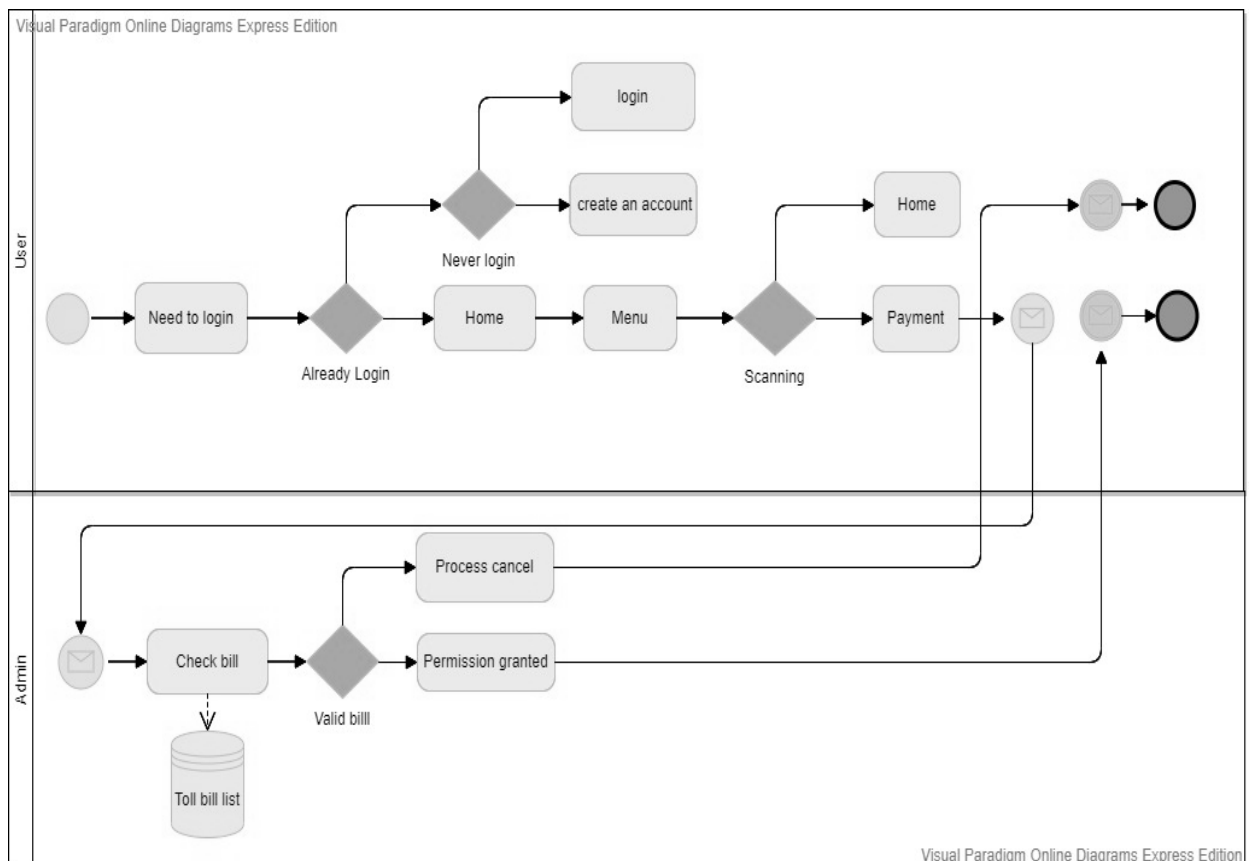 Visual Paradigm Online Diagrams Express Edition
login
create an account
Home
Never login
User
Need to login
Home
Menu
Payment
Already Login
Scanning
Process cancel
Check bill
Permission granted
Admin
Valid billl
Toll bill list
Visual Paradigm Online Diagrams Express Edition